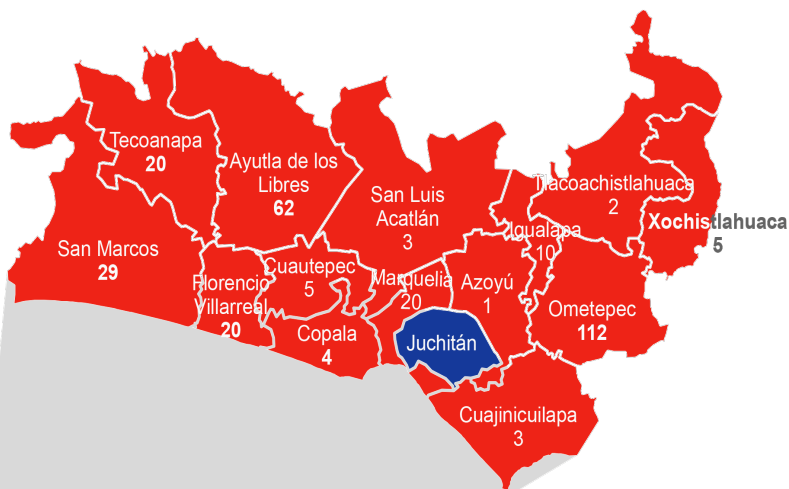 Tecoanapa
20
Ayutla de los
Libres
62
San Luis
Acatlán
3
Tlacoachistlahuaca
2
Xochistlahuaca
5
Igualapa
10
San Marcos
29
Florencio
Villarreal
20
Cuautepec
5
Marquelia
20
Azoyú
1
Ometepec
112
Copala
4
Juchitán
Cuajinicuilapa
3